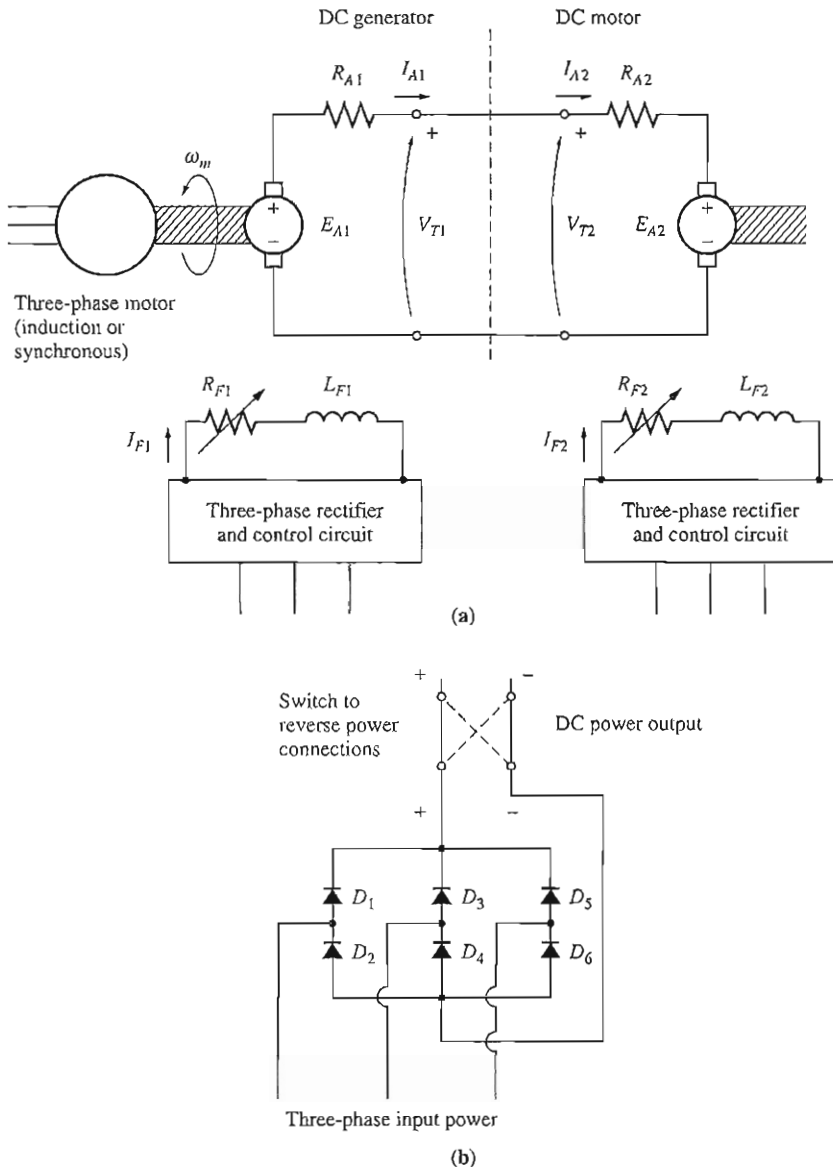 DC generator
DC motor
R_A1
I_A1
I_A2
R_A2
+
+
ω_m
+
−
E_A1
V_T1
V_T2
E_A2
+
−
Three-phase motor
(induction or
synchronous)
R_F1
L_F1
R_F2
L_F2
I_F1
I_F2
Three-phase rectifier
and control circuit
Three-phase rectifier
and control circuit
(a)
+
−
Switch to
reverse power
connections
DC power output
+
−
D_1
D_3
D_5
D_2
D_4
D_6
Three-phase input power
(b)